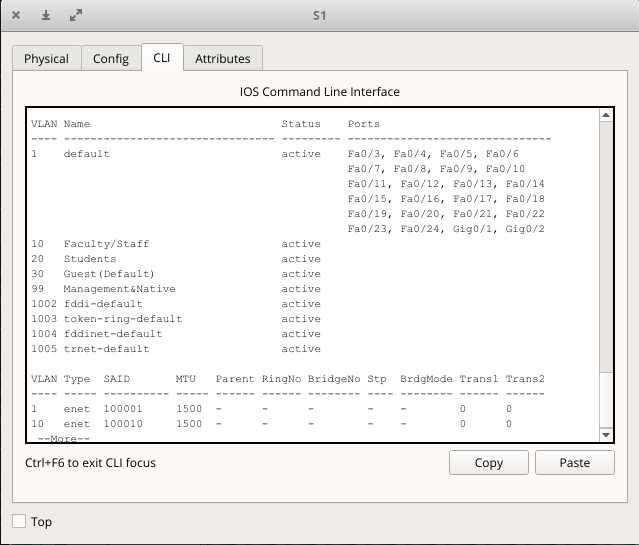 S1
Physical Config CLI Attributes
IOS Command Line Interface
VLAN Name Status Ports
---- -------------------------------- --------- -------------------------------
1 default active Fa0/3, Fa0/4, Fa0/5, Fa0/6
Fa0/7, Fa0/8, Fa0/9, Fa0/10
Fa0/11, Fa0/12, Fa0/13, Fa0/14
Fa0/15, Fa0/16, Fa0/17, Fa0/18
Fa0/19, Fa0/20, Fa0/21, Fa0/22
Fa0/23, Fa0/24, Gig0/1, Gig0/2
10 Faculty/Staff active
20 Students active
30 Guest(Default) active
99 Management&Native active
1002 fddi-default active
1003 token-ring-default active
1004 fddinet-default active
1005 trnet-default active
VLAN Type SAID MTU Parent RingNo BridgeNo Stp BrdgMode Trans1 Trans2
---- ----- ---------- ----- ------ ------ -------- ---- -------- ------ ------
1 enet 100001 1500 - - - - - 0 0
10 enet 100010 1500 - - - - - 0 0
--More--
Ctrl+F6 to exit CLI focus Copy Paste
Top